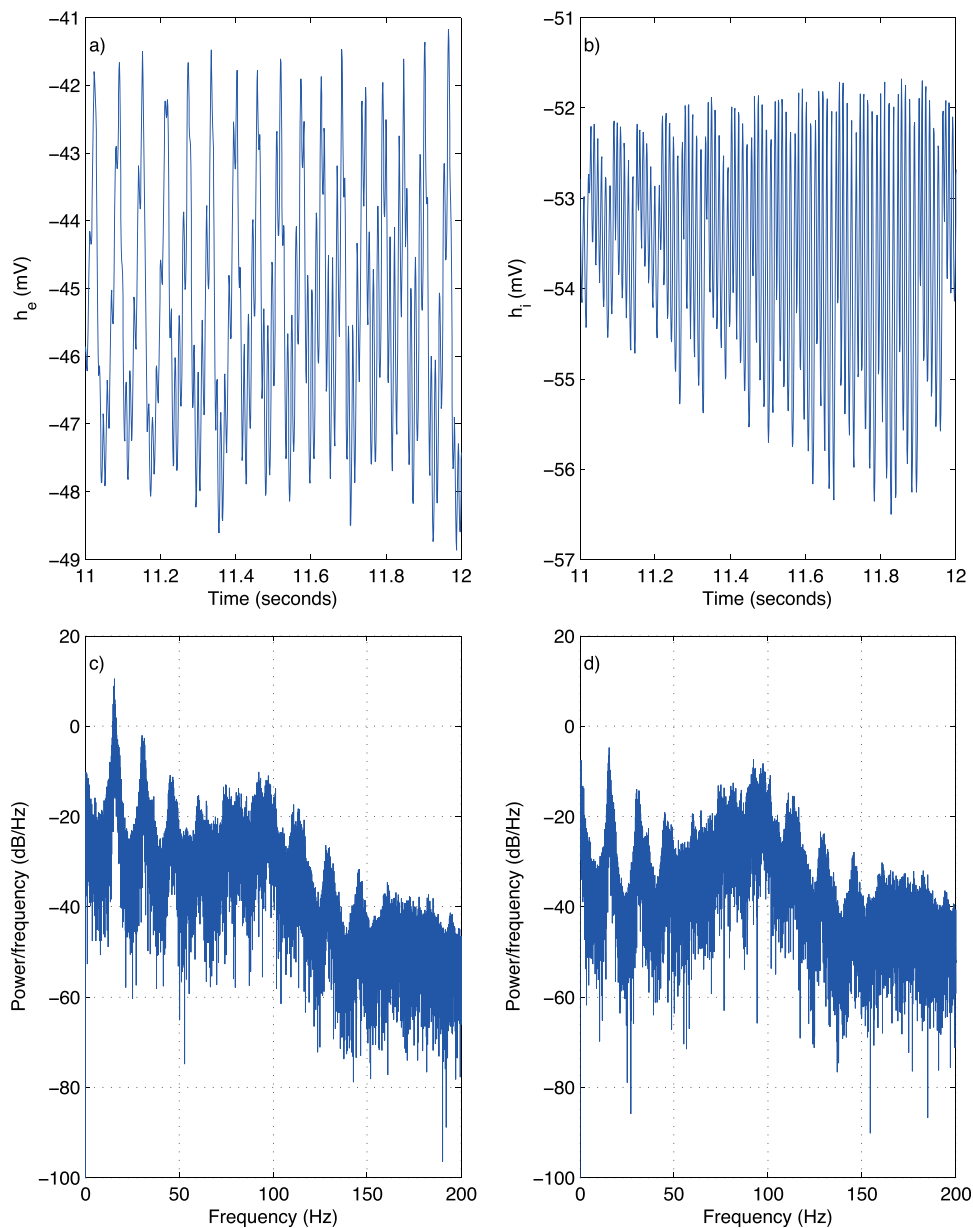 a)
−41
−42
−43
−44
−45
−46
−47
−48
−49
h_e (mV)
11 11.2 11.4 11.6 11.8 12
Time (seconds)
b)
−51
−52
−53
−54
−55
−56
−57
h_i (mV)
11 11.2 11.4 11.6 11.8 12
Time (seconds)
c)
20
0
−20
−40
−60
−80
−100
Power/frequency (dB/Hz)
0 50 100 150 200
Frequency (Hz)
d)
20
0
−20
−40
−60
−80
−100
Power/frequency (dB/Hz)
0 50 100 150 200
Frequency (Hz)